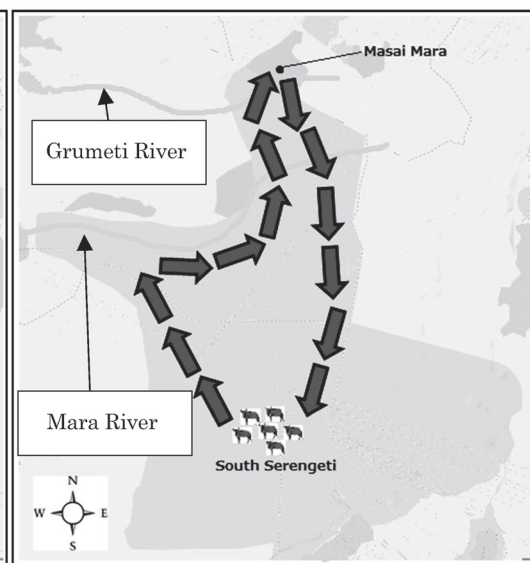 Masai Mara
Grumeti River
Mara River
South Serengeti
N
W E
S